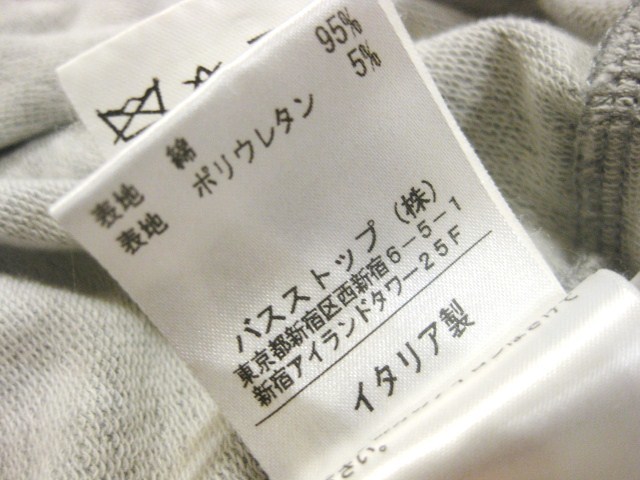 表地 綿 95%
表地 ポリウレタン 5%
バスストップ(株)
東京都新宿区西新宿6-5-1
新宿アイランドタワー25F
イタリア製
さい。